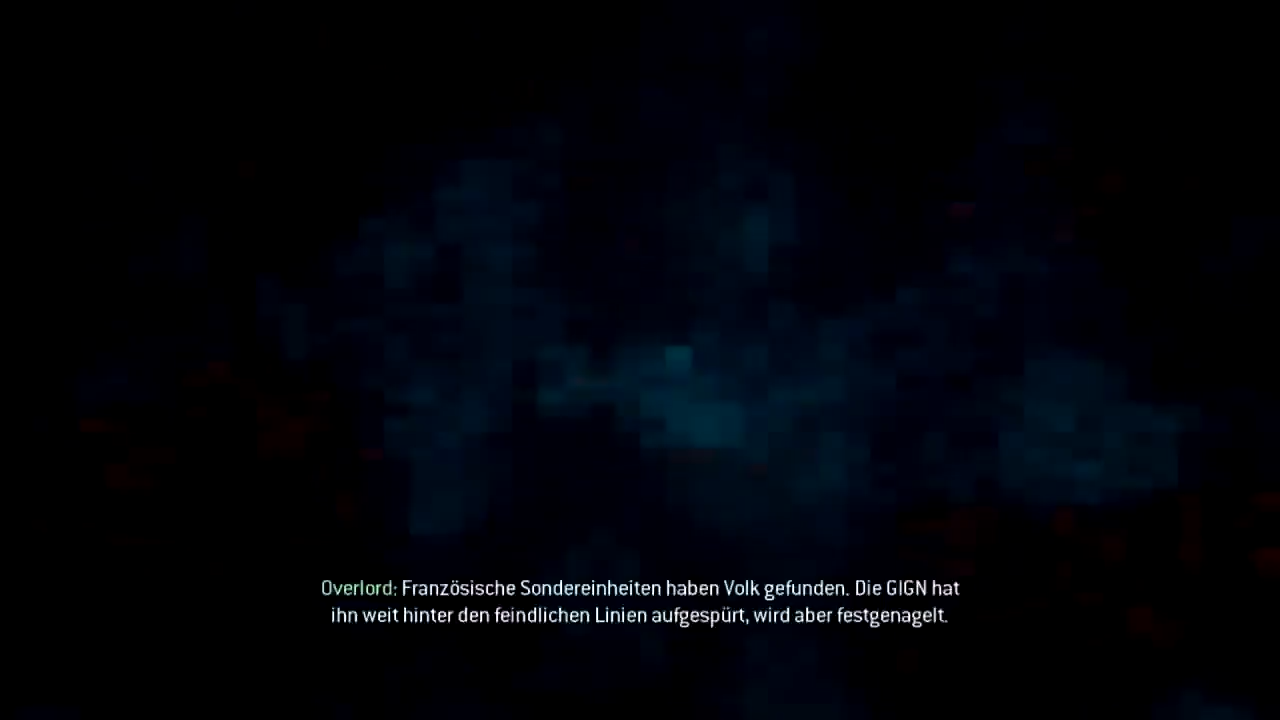 Overlord: Französische Sondereinheiten haben Volk gefunden. Die GIGN hat
ihn weit hinter den feindlichen Linien aufgespürt, wird aber festgenagelt.